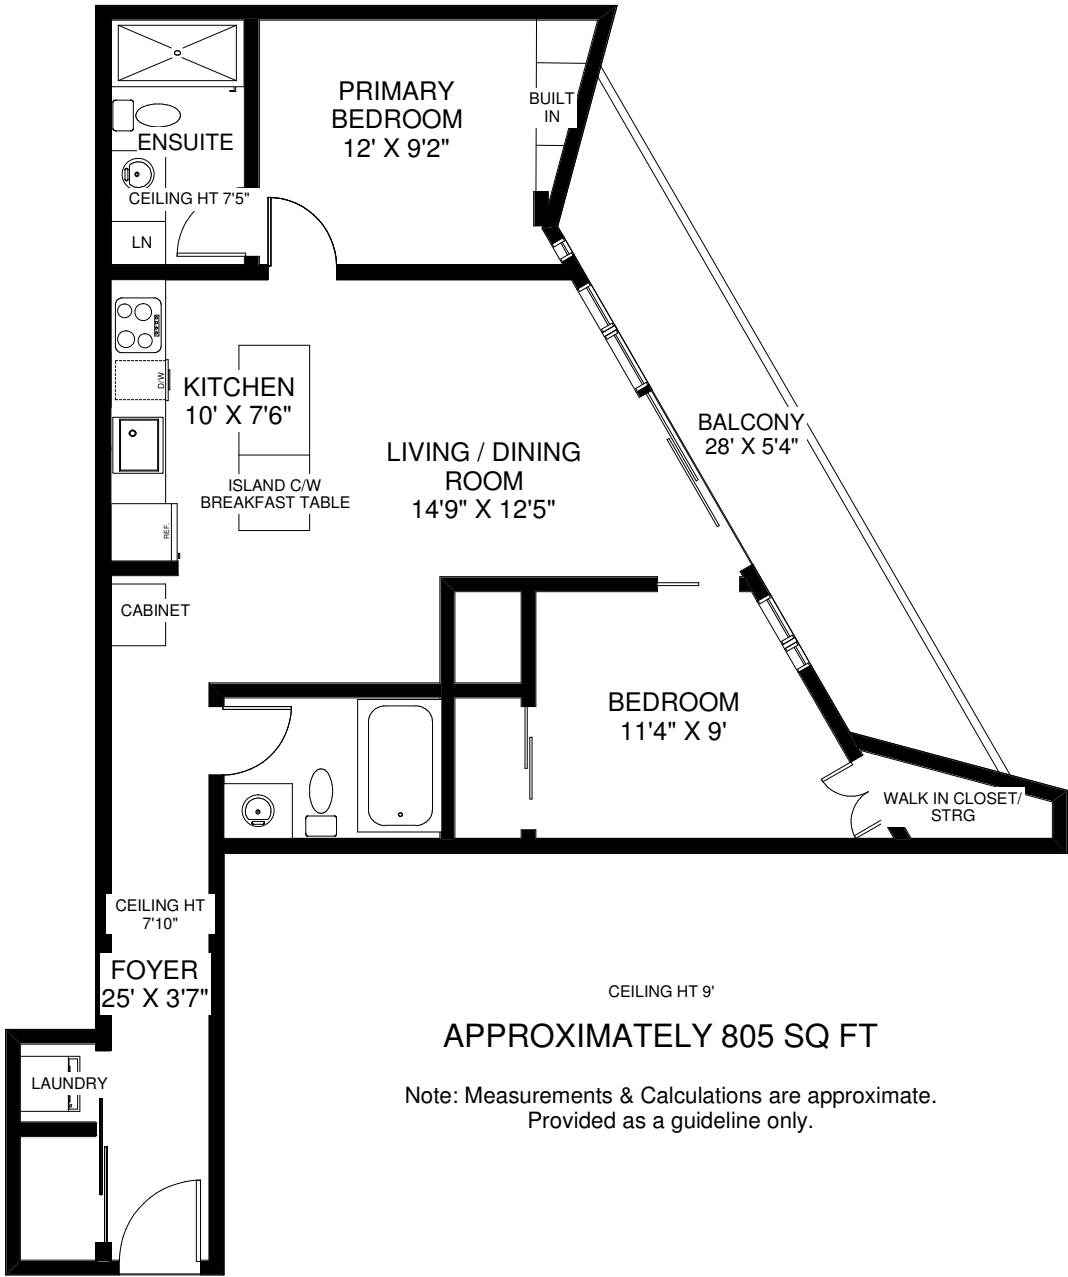 PRIMARY
BEDROOM
12' X 9'2"
BUILT
IN
ENSUITE
CEILING HT 7'5"
LN
D/W
KITCHEN
10' X 7'6"
BALCONY
28' X 5'4"
LIVING / DINING
ROOM
14'9" X 12'5"
ISLAND C/W
BREAKFAST TABLE
REF.
CABINET
BEDROOM
11'4" X 9'
WALK IN CLOSET/
STRG
CEILING HT
7'10"
FOYER
25' X 3'7"
CEILING HT 9'
APPROXIMATELY 805 SQ FT
LAUNDRY
Note: Measurements & Calculations are approximate.
Provided as a guideline only.